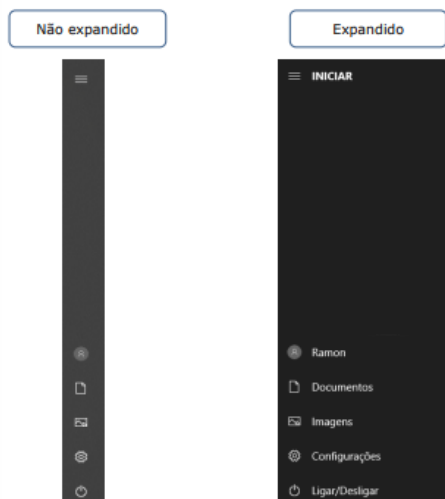 Não expandido
Expandido
INICIAR
Ramon
Documentos
Imagens
Configurações
Ligar/Desligar